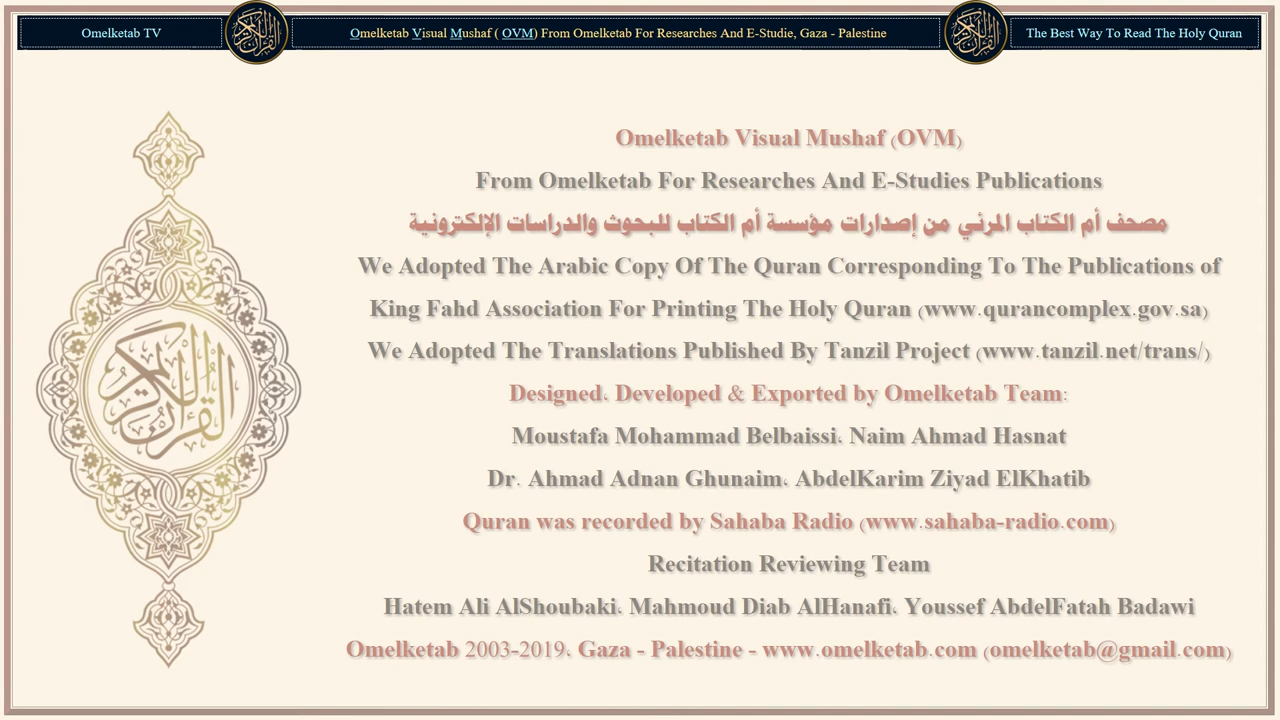 Omelketab TV
Omelketab Visual Mushaf ( OVM) From Omelketab For Researches And E-Studie, Gaza - Palestine
The Best Way To Read The Holy Quran
القرآن الكريم
Omelketab Visual Mushaf (OVM)
From Omelketab For Researches And E-Studies Publications
مصحف أم الكتاب المرئي من إصدارات مؤسسة أم الكتاب للبحوث والدراسات الإلكترونية
We Adopted The Arabic Copy Of The Quran Corresponding To The Publications of
King Fahd Association For Printing The Holy Quran (www.qurancomplex.gov.sa)
We Adopted The Translations Published By Tanzil Project (www.tanzil.net/trans/)
Designed، Developed & Exported by Omelketab Team:
Moustafa Mohammad Belbaissi، Naim Ahmad Hasnat
Dr. Ahmad Adnan Ghunaim، AbdelKarim Ziyad ElKhatib
Quran was recorded by Sahaba Radio (www.sahaba-radio.com)
Recitation Reviewing Team
Hatem Ali AlShoubaki، Mahmoud Diab AlHanafi، Youssef AbdelFatah Badawi
Omelketab 2003-2019، Gaza - Palestine - www.omelketab.com (omelketab@gmail.com)